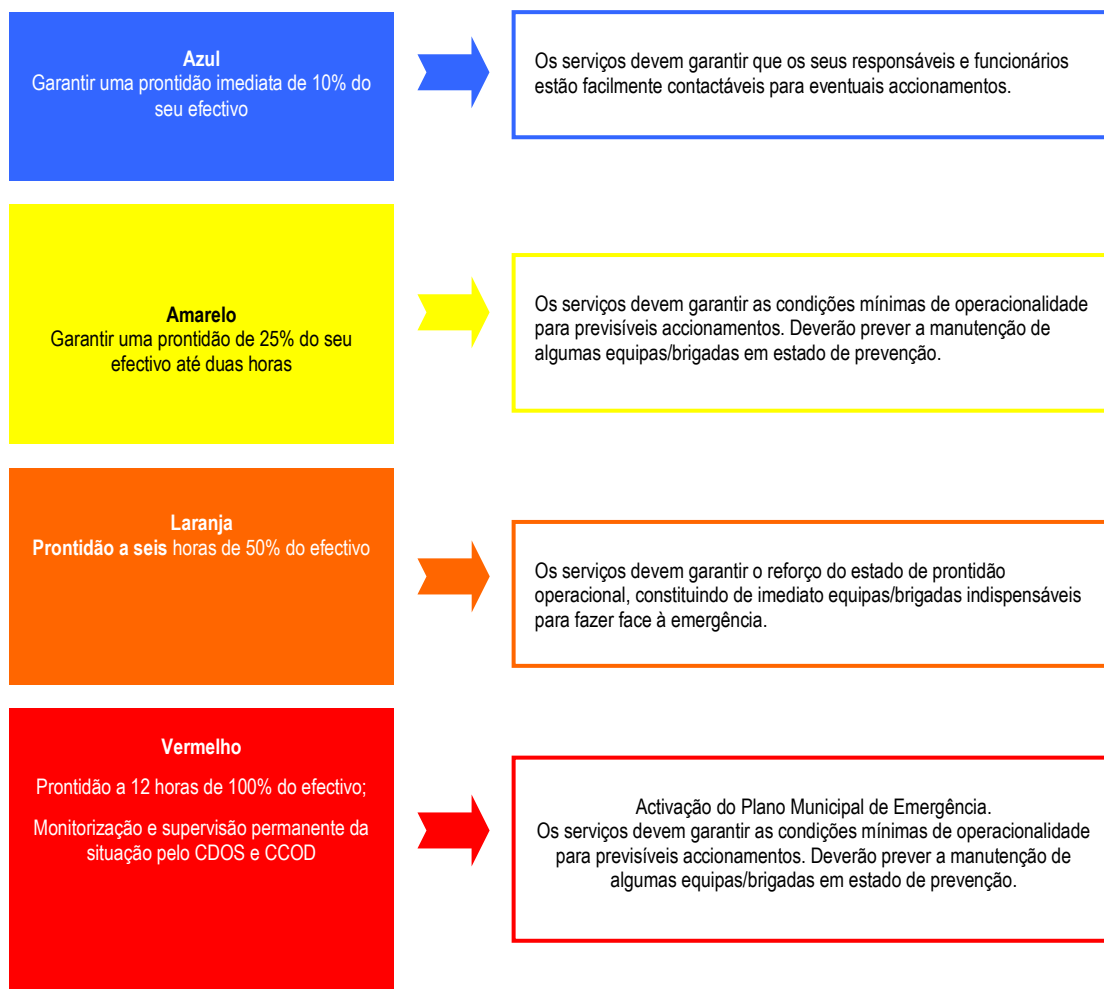 Azul
Garantir uma prontidão imediata de 10% do
seu efectivo
Os serviços devem garantir que os seus responsáveis e funcionários
estão facilmente contactáveis para eventuais accionamentos.
Amarelo
Garantir uma prontidão de 25% do seu
efectivo até duas horas
Os serviços devem garantir as condições mínimas de operacionalidade
para previsíveis accionamentos. Deverão prever a manutenção de
algumas equipas/brigadas em estado de prevenção.
Laranja
Prontidão a seis horas de 50% do efectivo
Os serviços devem garantir o reforço do estado de prontidão
operacional, constituindo de imediato equipas/brigadas indispensáveis
para fazer face à emergência.
Vermelho
Prontidão a 12 horas de 100% do efectivo;
Monitorização e supervisão permanente da
situação pelo CDOS e CCOD
Activação do Plano Municipal de Emergência.
Os serviços devem garantir as condições mínimas de operacionalidade
para previsíveis accionamentos. Deverão prever a manutenção de
algumas equipas/brigadas em estado de prevenção.